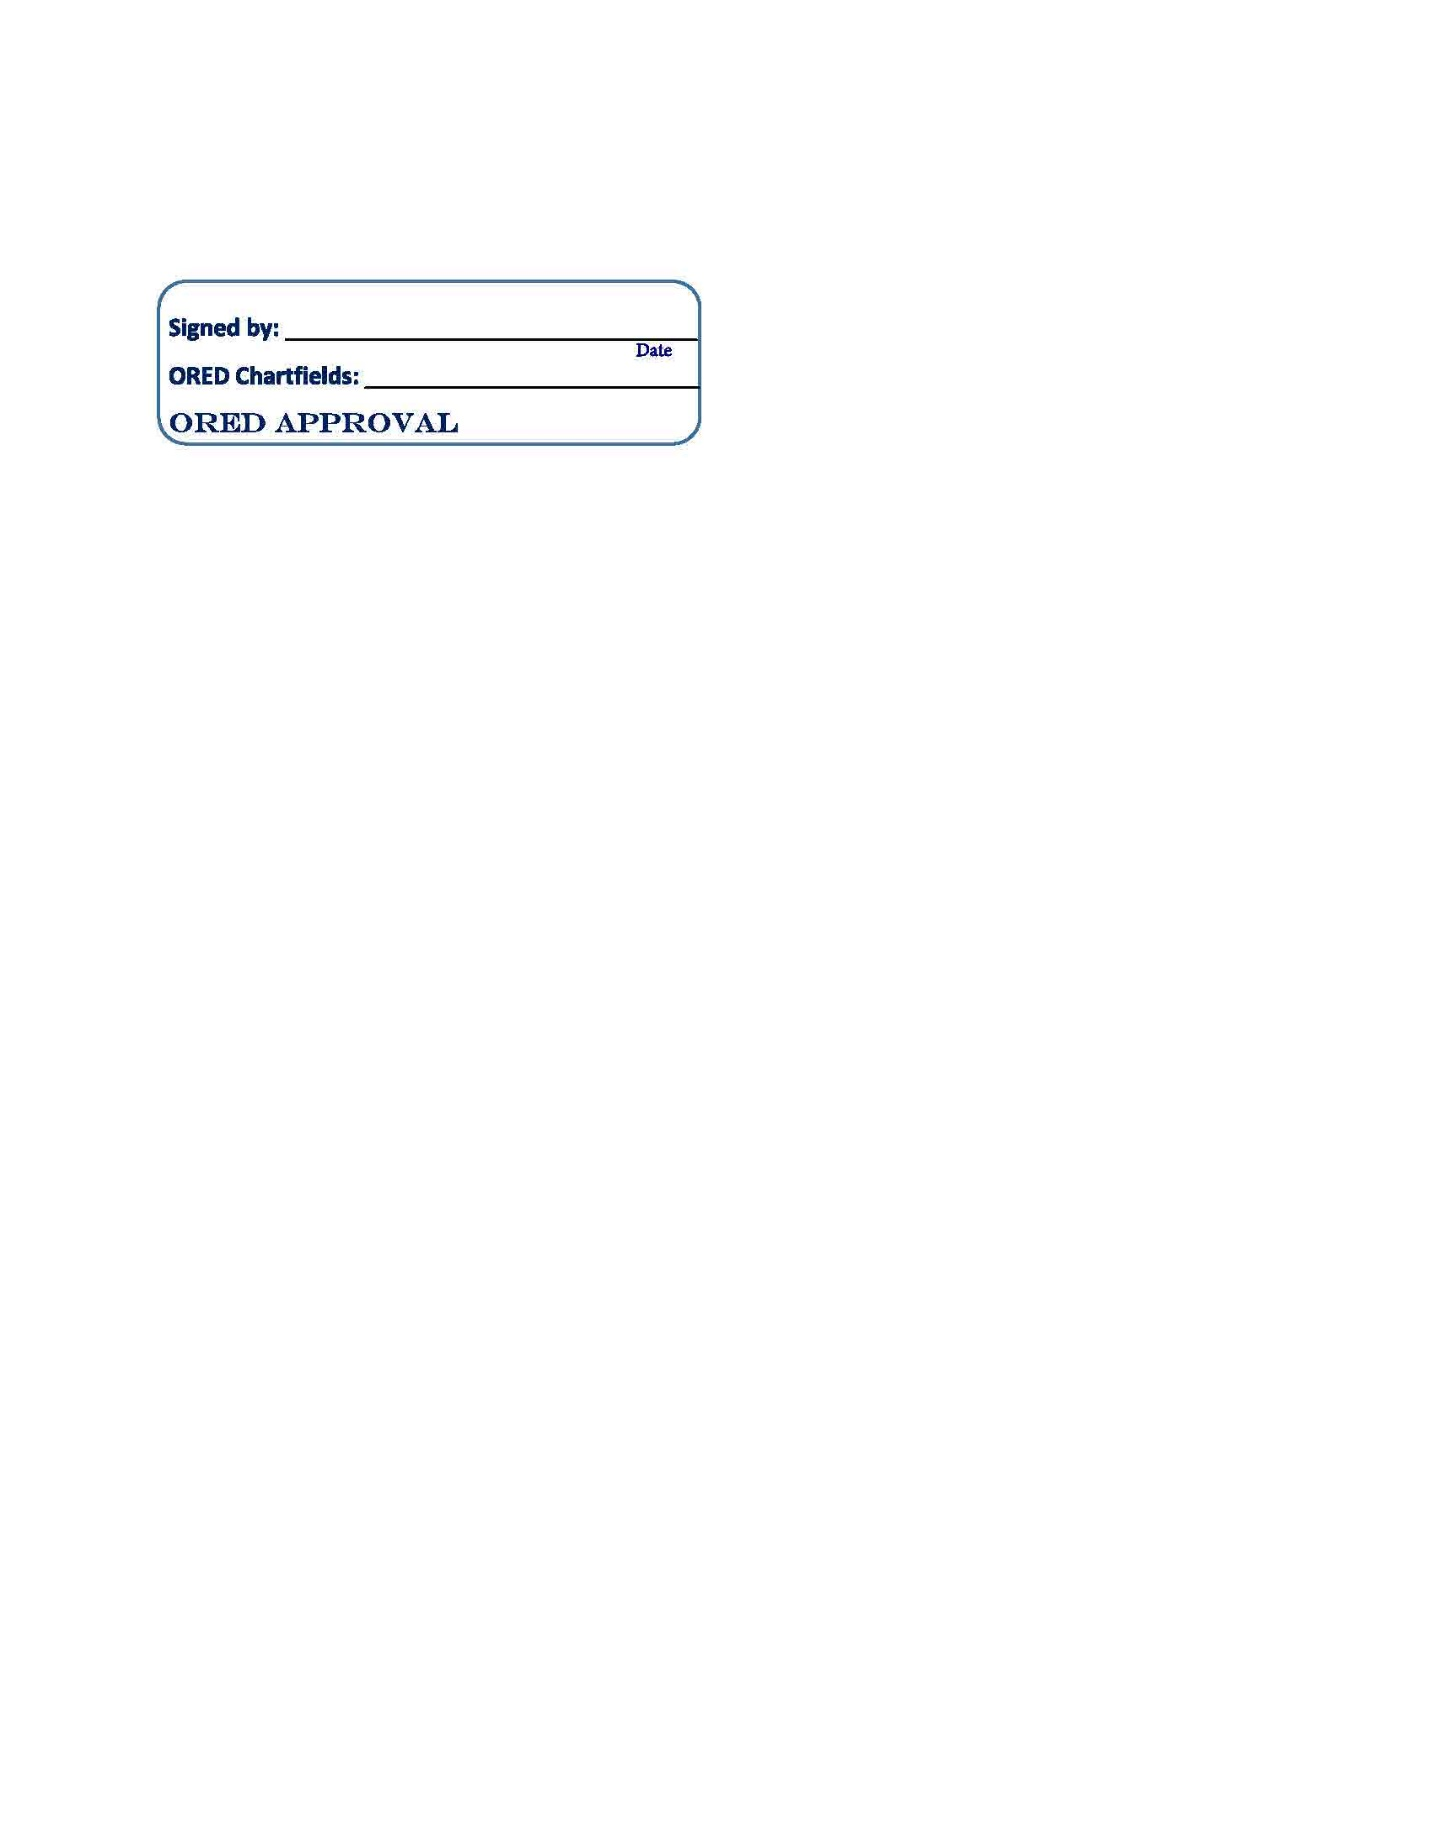 Signed by:
Date
ORED Chartfields:
ORED APPROVAL